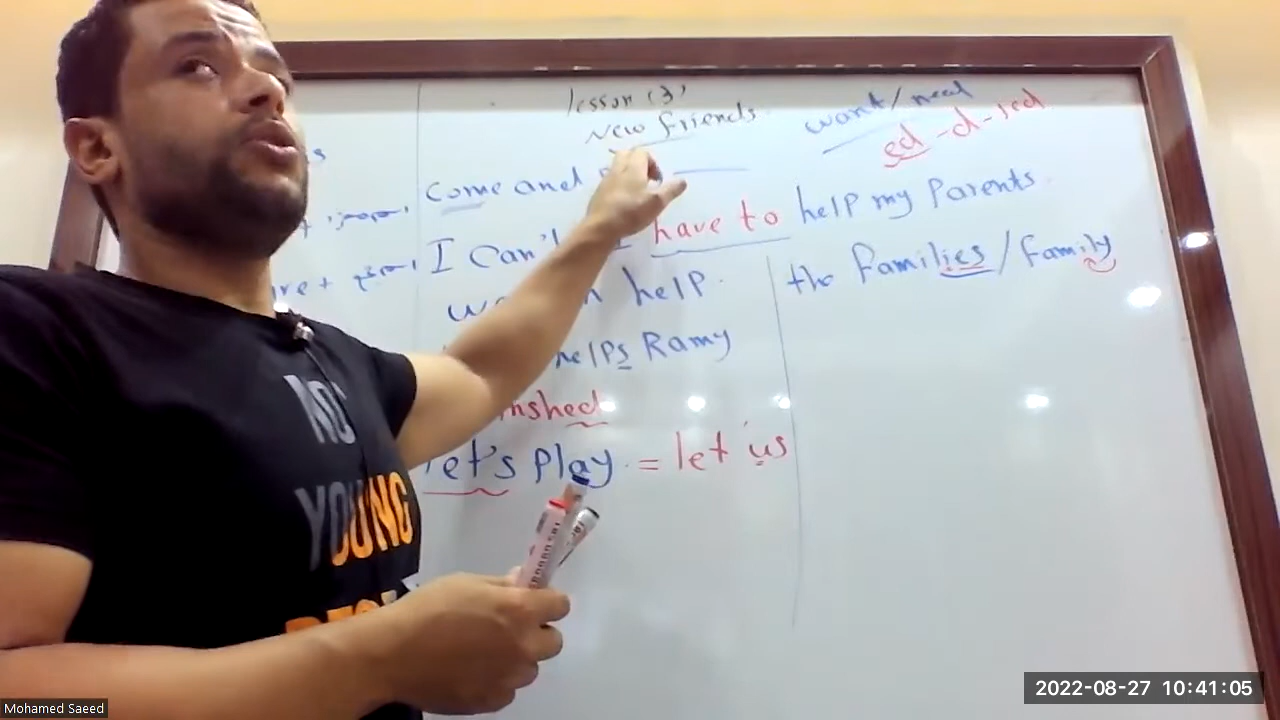 lesson (3)
New friends
want/need
ed -d-ied
come and
I can't have to help my Parents
help.
helps Ramy
nshed
let's Play. = let us
the families/family
NO
YOUNG
Mohamed Saeed
2022-08-27 10:41:05